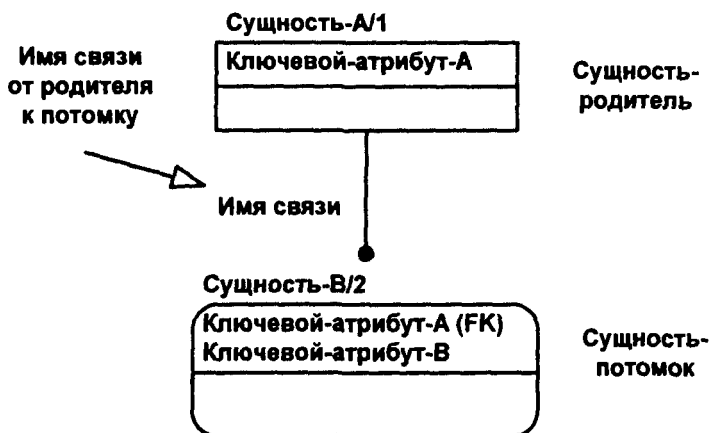 Сущность-А/1
Имя связи
от родителя
к потомку
Ключевой-атрибут-А
Сущность-
родитель
Имя связи
Сущность-В/2
Ключевой-атрибут-А (FK)
Ключевой-атрибут-В
Сущность-
потомок